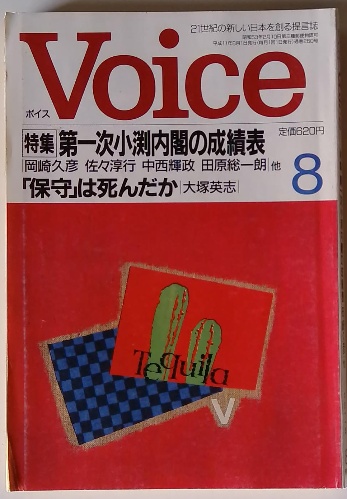 21世紀の新しい日本を創る提言誌
Voice
ボイス
定価620円
特集 第一次小渕内閣の成績表
岡崎久彦 佐々淳行 中西輝政 田原総一朗 他
「保守」は死んだか 大塚英志
8
Tequila
V